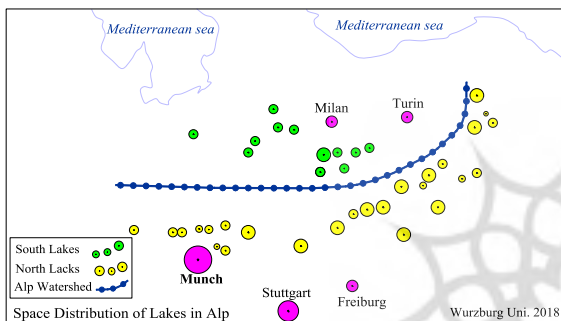 Mediterranean sea
Mediterranean sea
Milan
Turin
South Lakes
North Lacks
Alp Watershed
Munch
Stuttgart
Freiburg
Space Distribution of Lakes in Alp
Wurzburg Uni. 2018